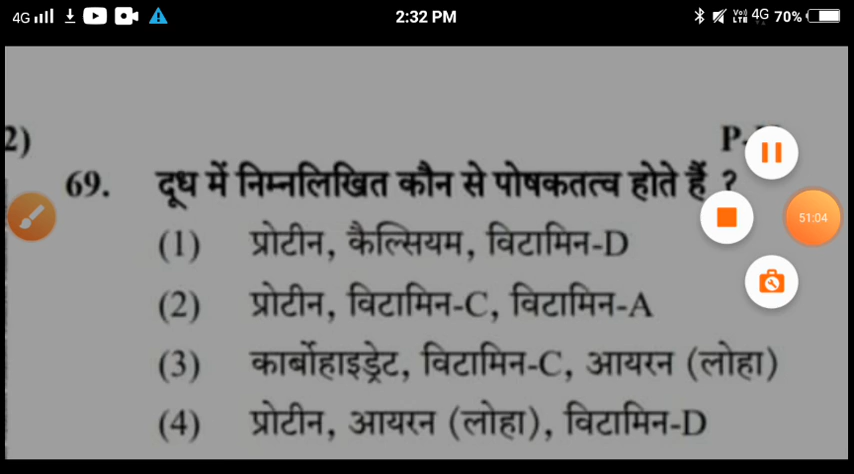 4G 2:32 PM VoLTE 4G 70%
2)
69. दूध में निम्नलिखित कौन से पोषकतत्व होते हैं ?
51:04
(1) प्रोटीन, कैल्सियम, विटामिन-D
(2) प्रोटीन, विटामिन-C, विटामिन-A
(3) कार्बोहाइड्रेट, विटामिन-C, आयरन (लोहा)
(4) प्रोटीन, आयरन (लोहा), विटामिन-D